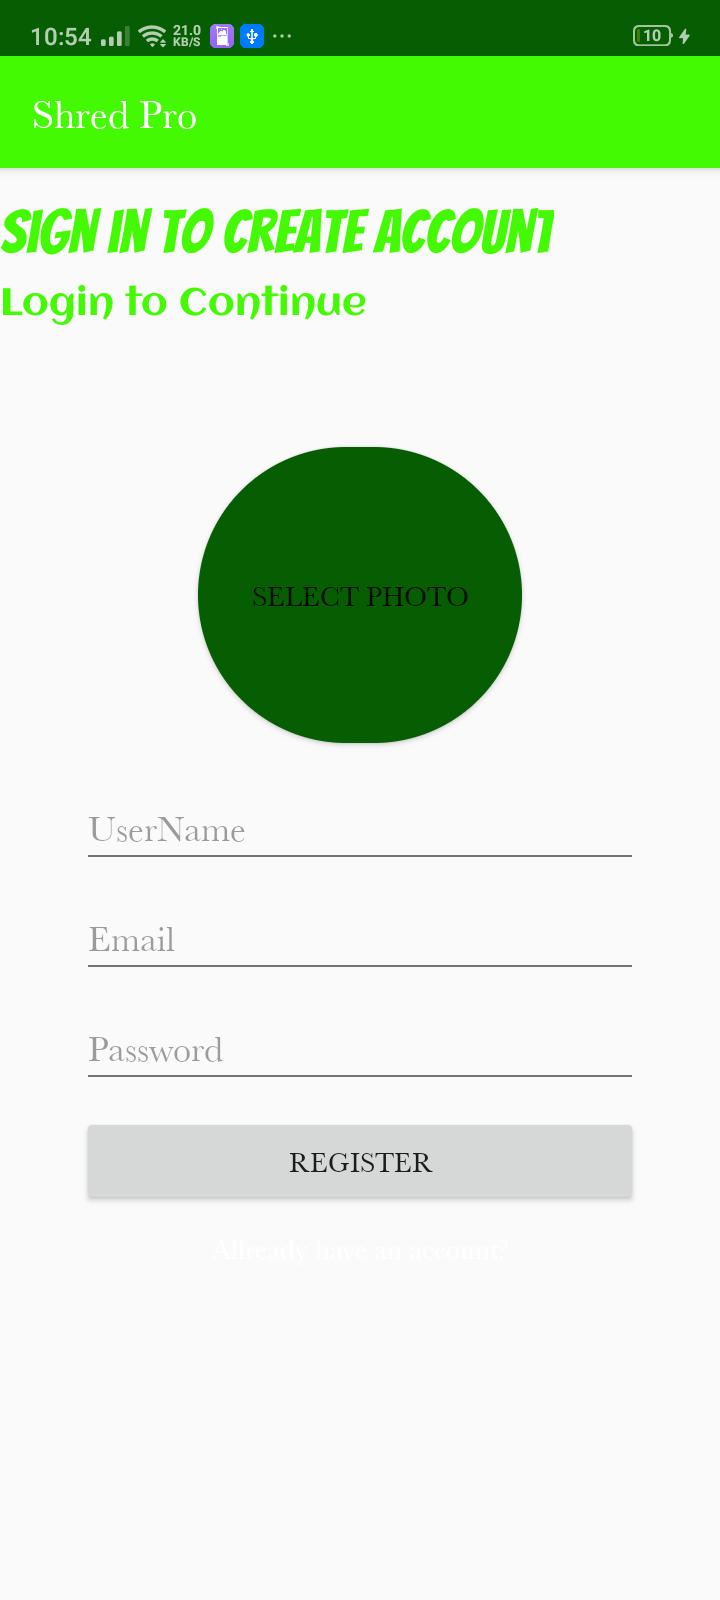 10:54 21.0 KB/S ... 10
Shred Pro
SIGN IN TO CREATE ACCOUNT
Login to Continue
SELECT PHOTO
UserName
Email
Password
REGISTER
Allready have an account?